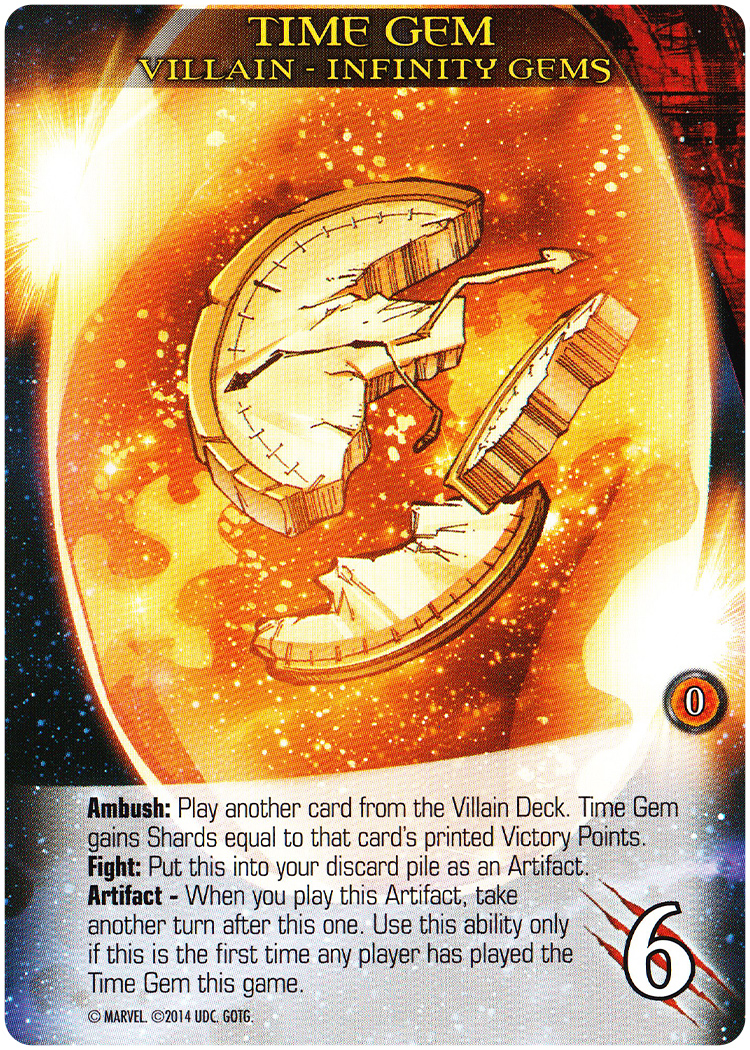 TIME GEM
VILLAIN - INFINITY GEMS
0
Ambush: Play another card from the Villain Deck. Time Gem
gains Shards equal to that card's printed Victory Points.
Fight: Put this into your discard pile as an Artifact.
Artifact - When you play this Artifact, take
another turn after this one. Use this ability only
if this is the first time any player has played the
Time Gem this game.
6
© MARVEL. ©2014 UDC. GOTG.